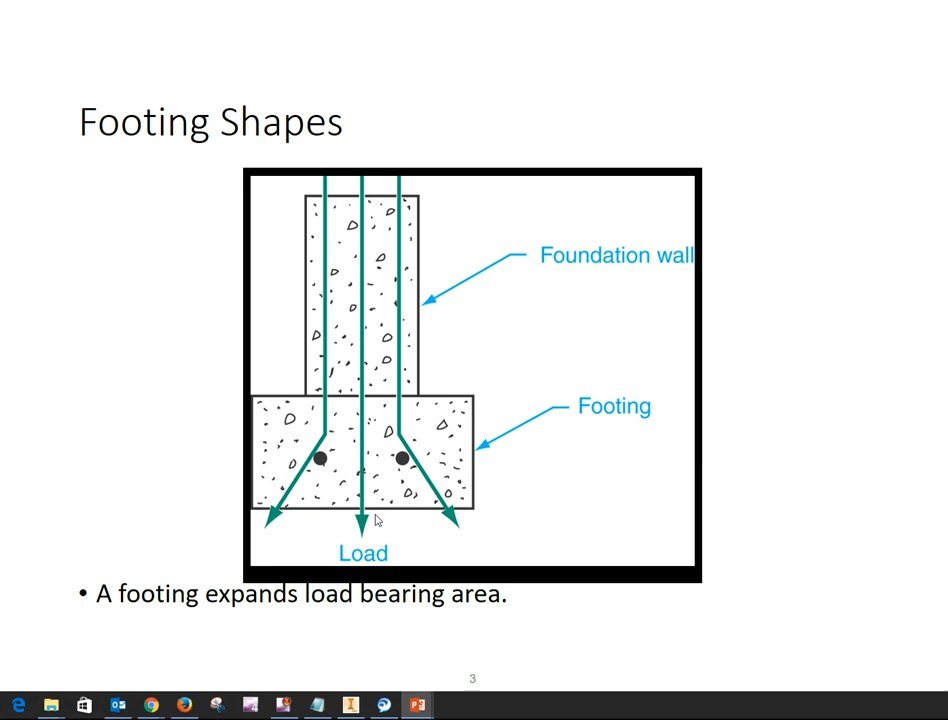 Footing Shapes
Foundation wall
Footing
Load
• A footing expands load bearing area.
3